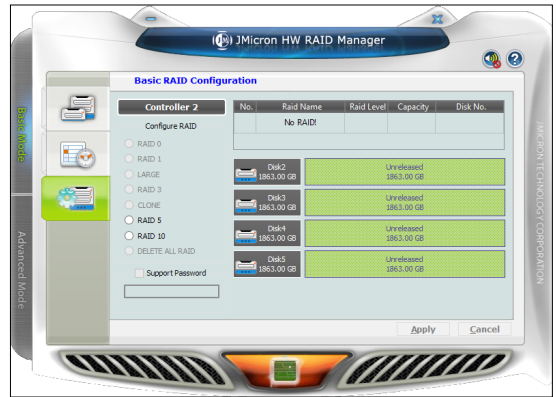 JMicron HW RAID Manager
Basic RAID Configuration
Controller 2
Configure RAID
RAID 0
RAID 1
LARGE
RAID 3
CLONE
RAID 5
RAID 10
DELETE ALL RAID
Support Password
No. Raid Name Raid Level Capacity Disk No.
No RAID!
Disk2
1863.00 GB
Unreleased
1863.00 GB
Disk3
1863.00 GB
Unreleased
1863.00 GB
Disk4
1863.00 GB
Unreleased
1863.00 GB
Disk5
1863.00 GB
Unreleased
1863.00 GB
Apply Cancel
Basic Mode
Advanced Mode
JMICRON TECHNOLOGY CORPORATION